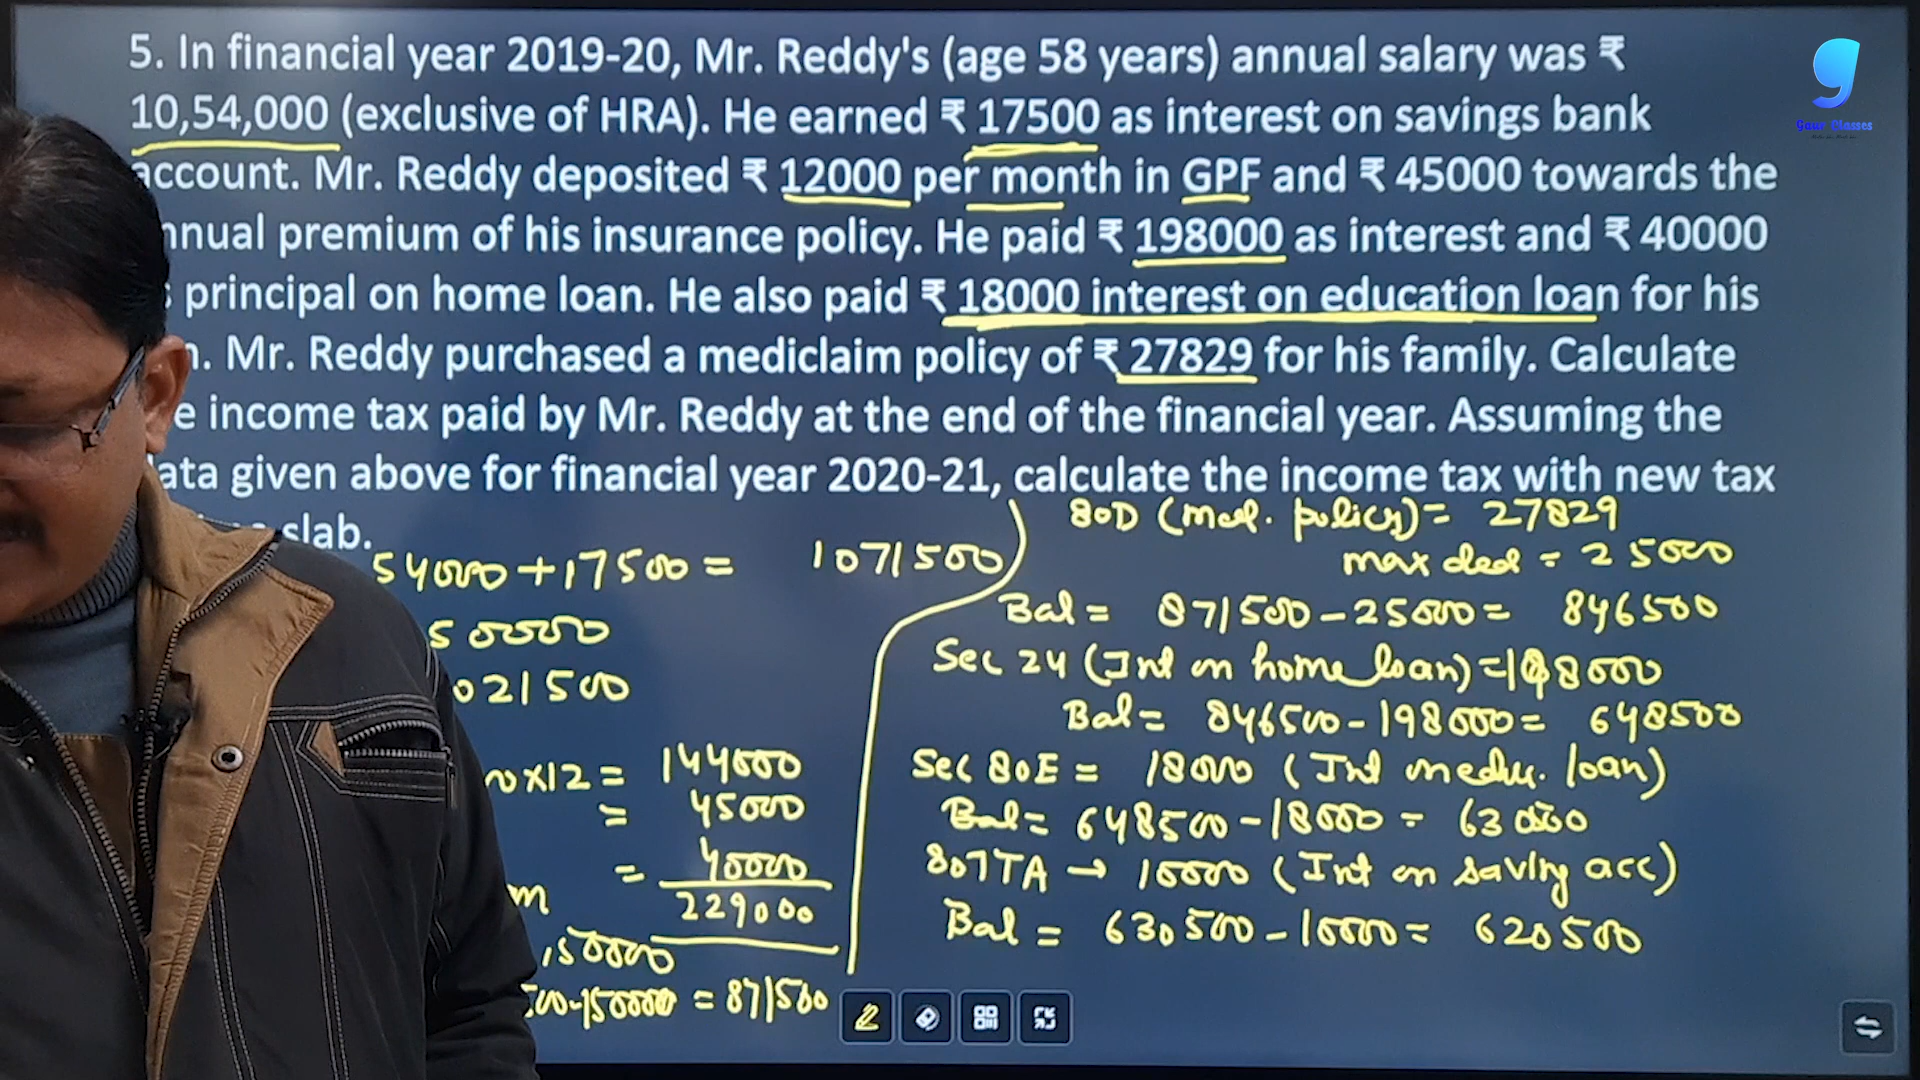 5. In financial year 2019-20, Mr. Reddy's (age 58 years) annual salary was ₹
10,54,000 (exclusive of HRA). He earned ₹ 17500 as interest on savings bank
account. Mr. Reddy deposited ₹ 12000 per month in GPF and ₹ 45000 towards the
nnual premium of his insurance policy. He paid ₹ 198000 as interest and ₹ 40000
s principal on home loan. He also paid ₹ 18000 interest on education loan for his
n. Mr. Reddy purchased a mediclaim policy of ₹ 27829 for his family. Calculate
e income tax paid by Mr. Reddy at the end of the financial year. Assuming the
ata given above for financial year 2020-21, calculate the income tax with new tax
slab.
Gaur Classes
54000 + 17500 = 1071500
50000
021500
00 x 12 = 144000
= 45000
= 40000
m 229000
150000
500-150000 = 871500
80D (med. policy) = 27829
max ded = 25000
Bal = 871500 - 25000 = 846500
Sec 24 (Int on home loan) = 198000
Bal = 846500 - 198000 = 648500
Sec 80E = 18000 (Int on edu. loan)
Bal = 648500 - 18000 = 630500
80TTA → 10000 (Int on saving acc)
Bal = 630500 - 10000 = 620500